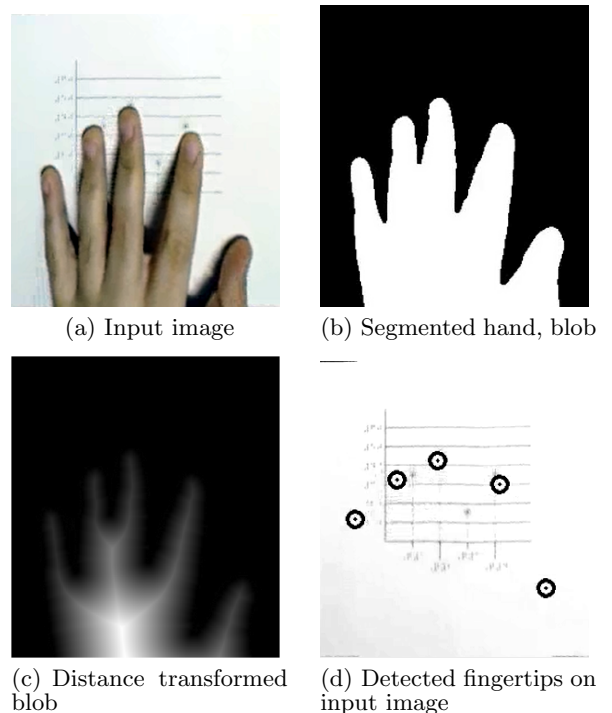 (a) Input image
(b) Segmented hand, blob
(c) Distance transformed
blob
(d) Detected fingertips on
input image